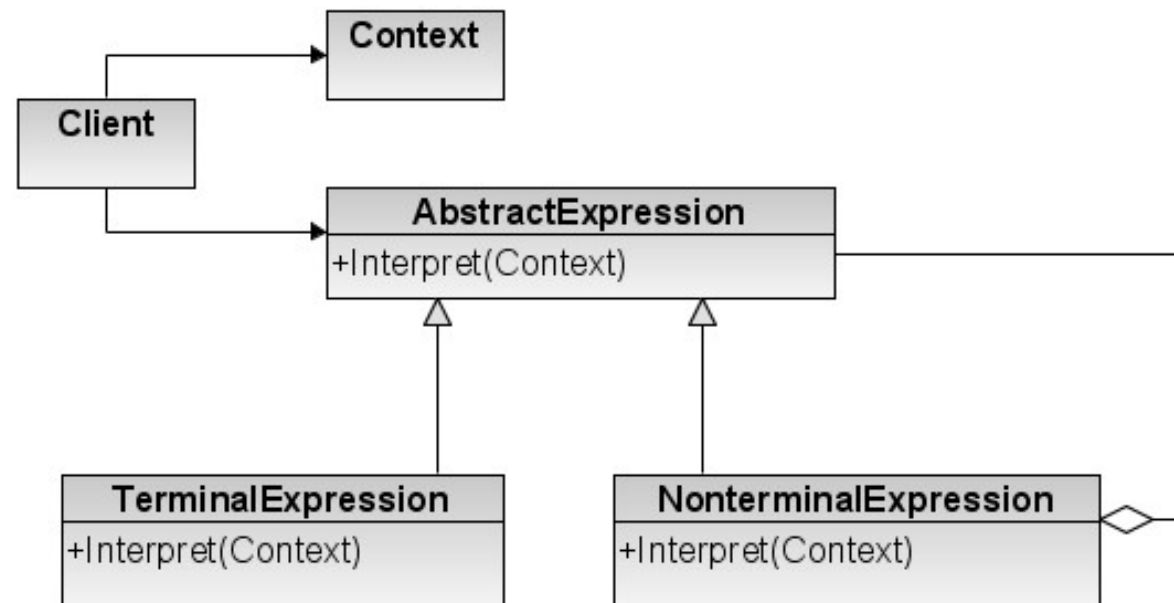 Context
Client
AbstractExpression
+Interpret(Context)
TerminalExpression
+Interpret(Context)
NonterminalExpression
+Interpret(Context)